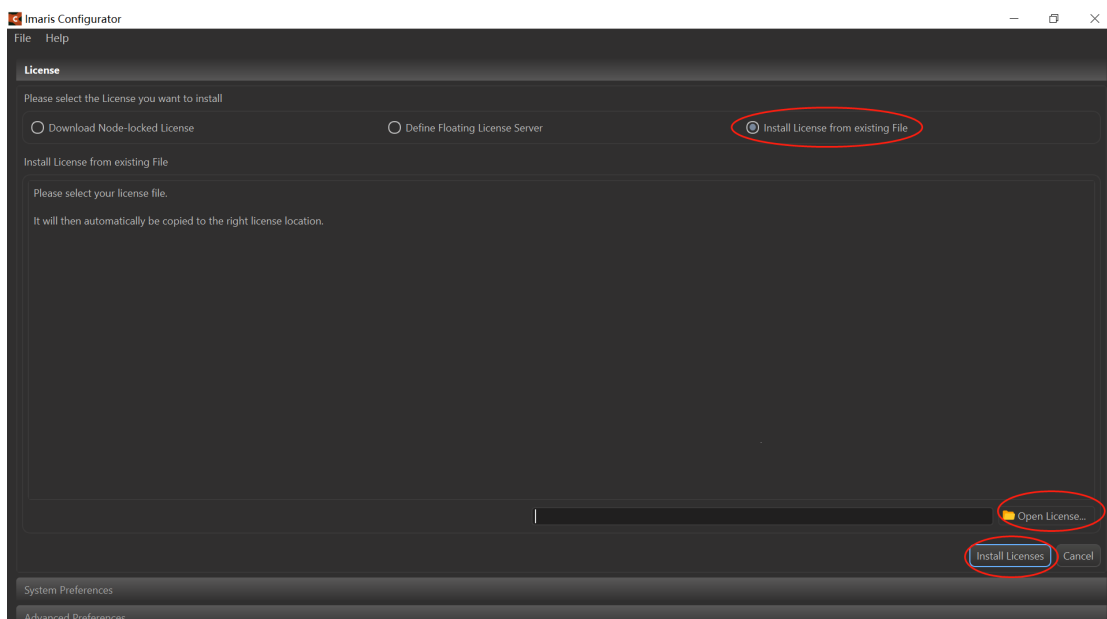 Imaris Configurator
File Help
License
Please select the License you want to install
Download Node-locked License Define Floating License Server Install License from existing File
Install License from existing File
Please select your license file.
It will then automatically be copied to the right license location.
Open License...
Install Licenses Cancel
System Preferences
Advanced Preferences